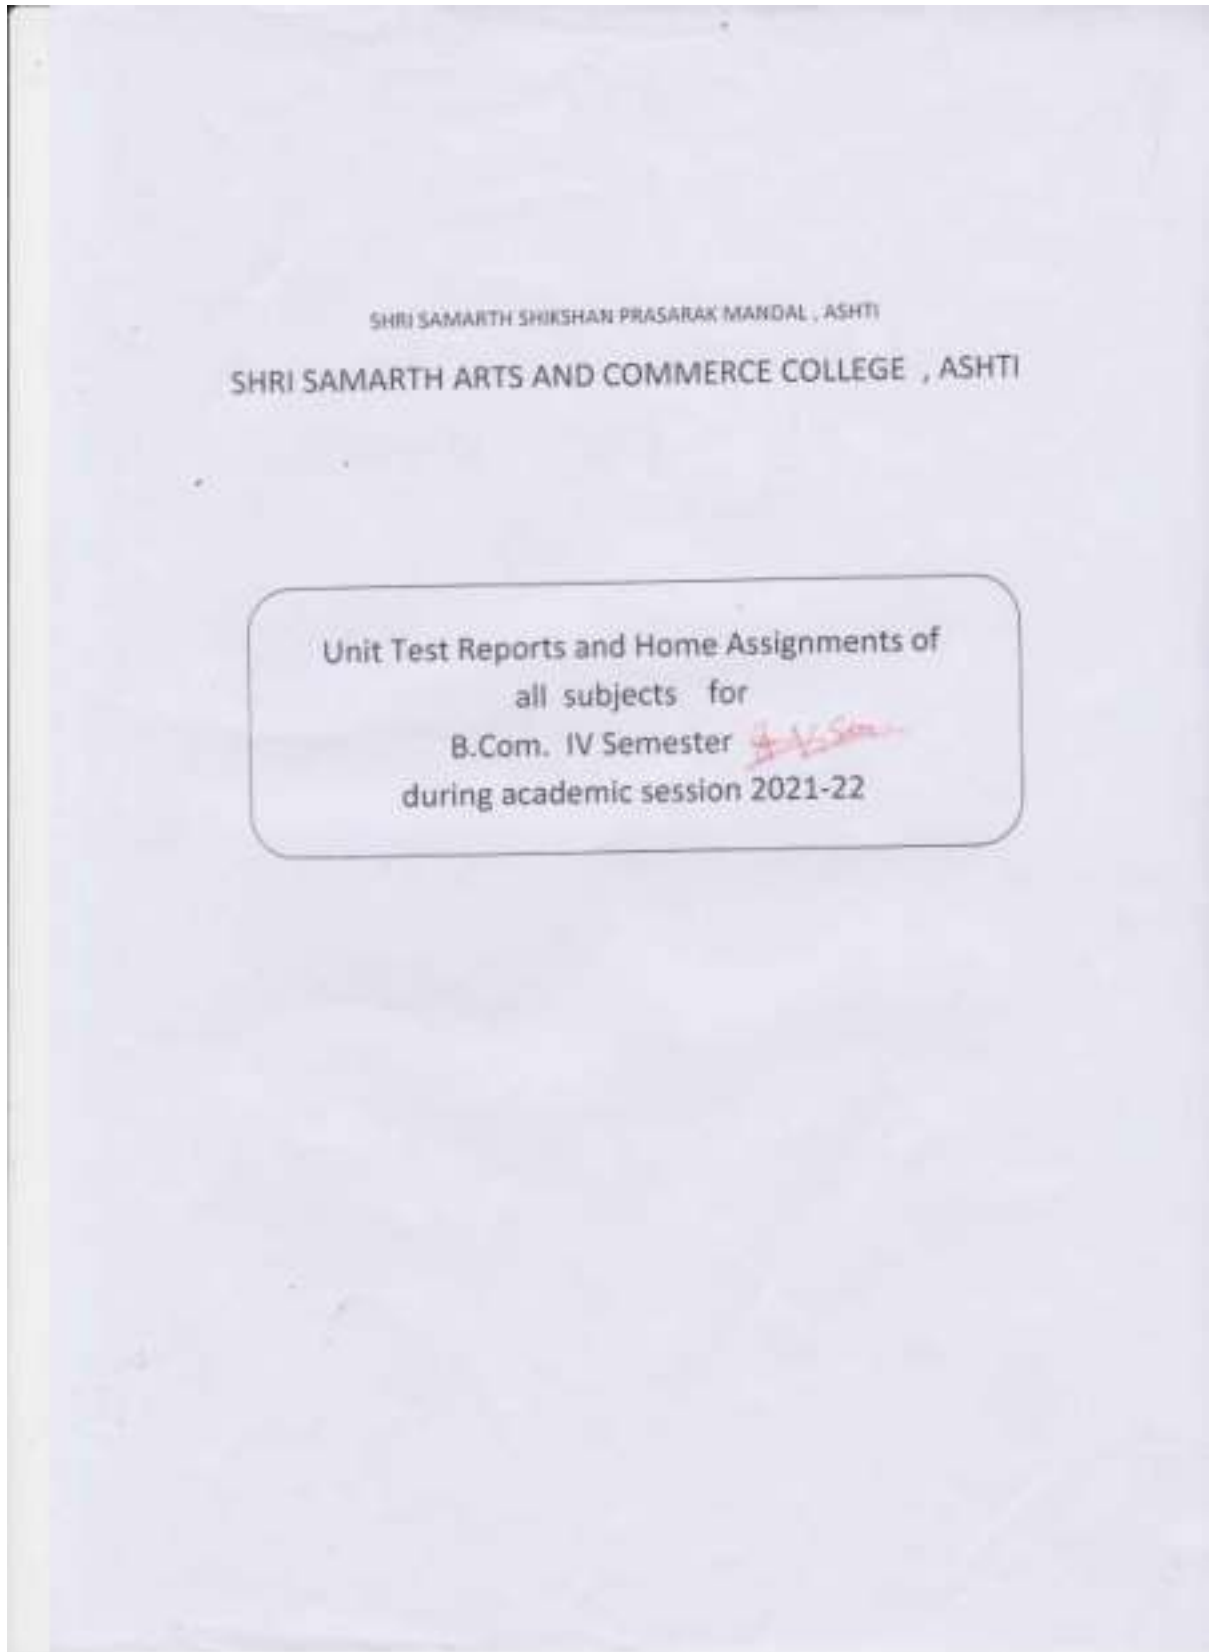 SHRI SAMARTH SHIKSHAN PRASARAK MANDAL , ASHTI
SHRI SAMARTH ARTS AND COMMERCE COLLEGE , ASHTI
Unit Test Reports and Home Assignments of
all subjects for
B.Com. IV Semester
during academic session 2021-22